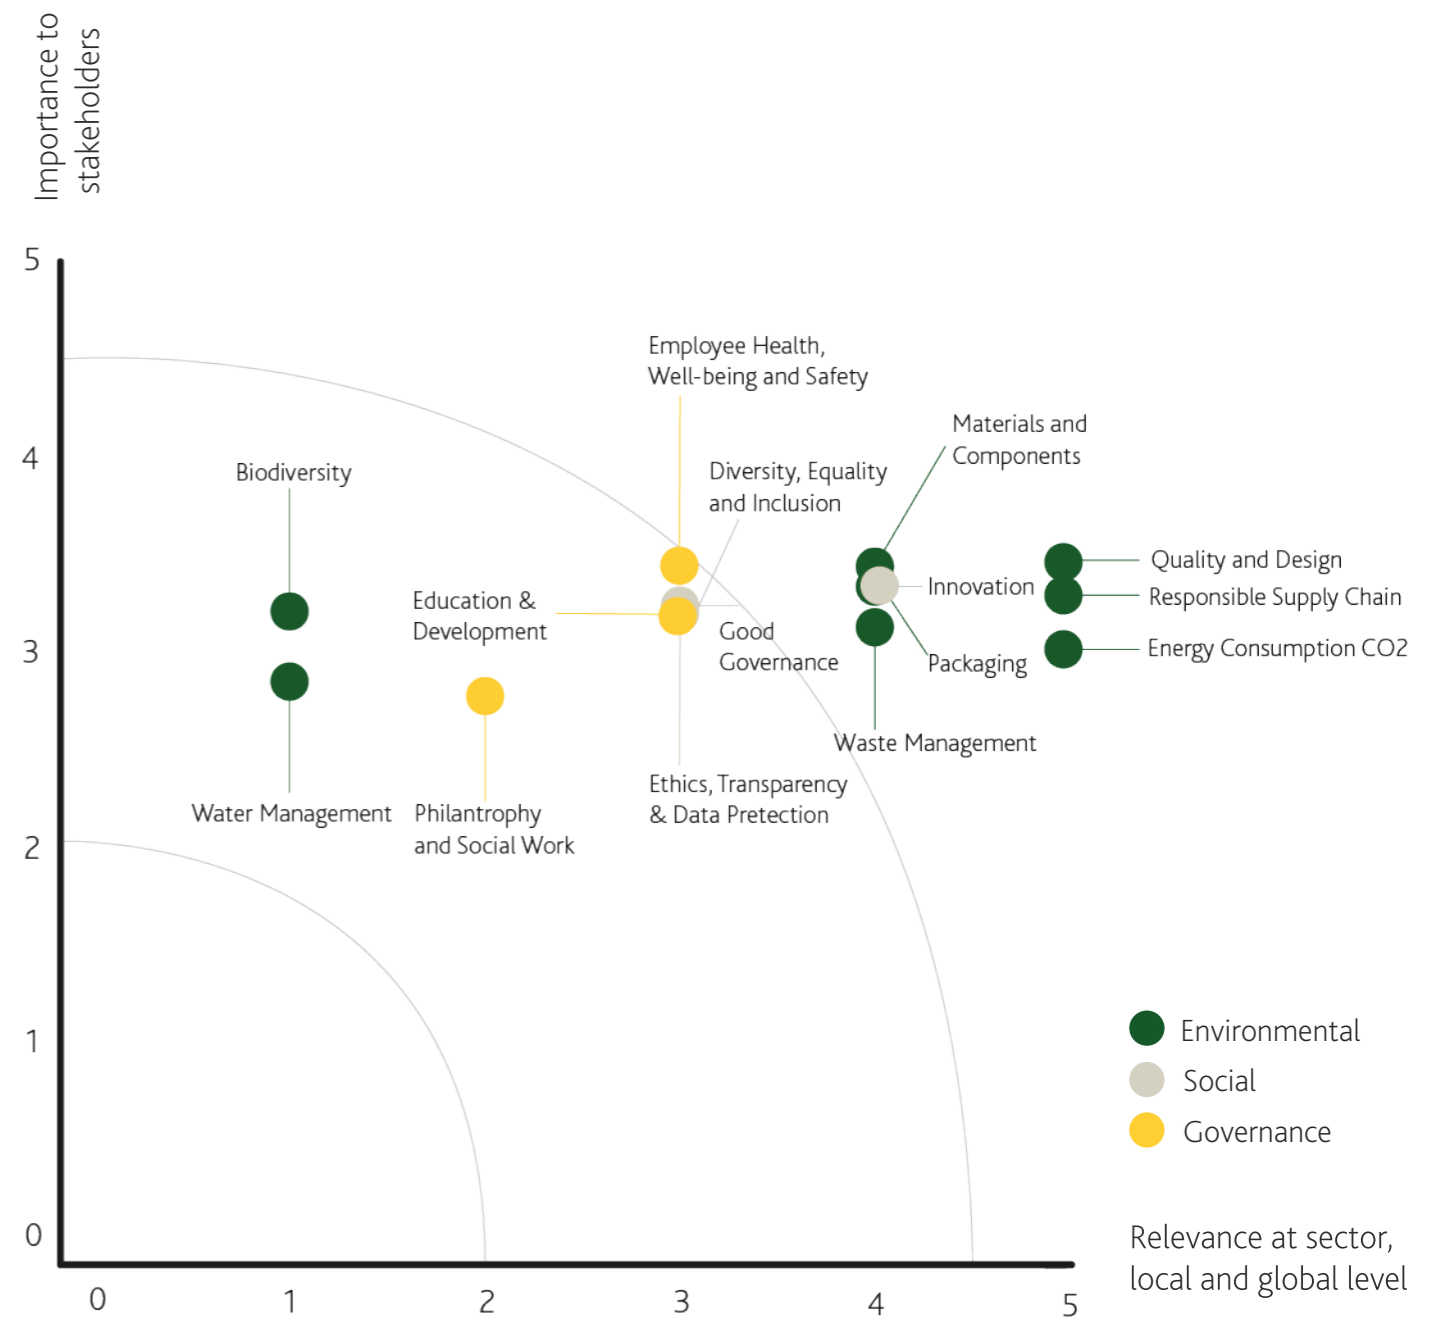 Importance to
stakeholders
5
4
3
2
1
0
0
1
2
3
4
5
Employee Health,
Well-being and Safety
Materials and
Components
Diversity, Equality
and Inclusion
Biodiversity
Quality and Design
Innovation
Responsible Supply Chain
Education &
Development
Good
Governance
Energy Consumption CO2
Packaging
Waste Management
Ethics, Transparency
& Data Pretection
Water Management
Philantrophy
and Social Work
Environmental
Social
Governance
Relevance at sector,
local and global level